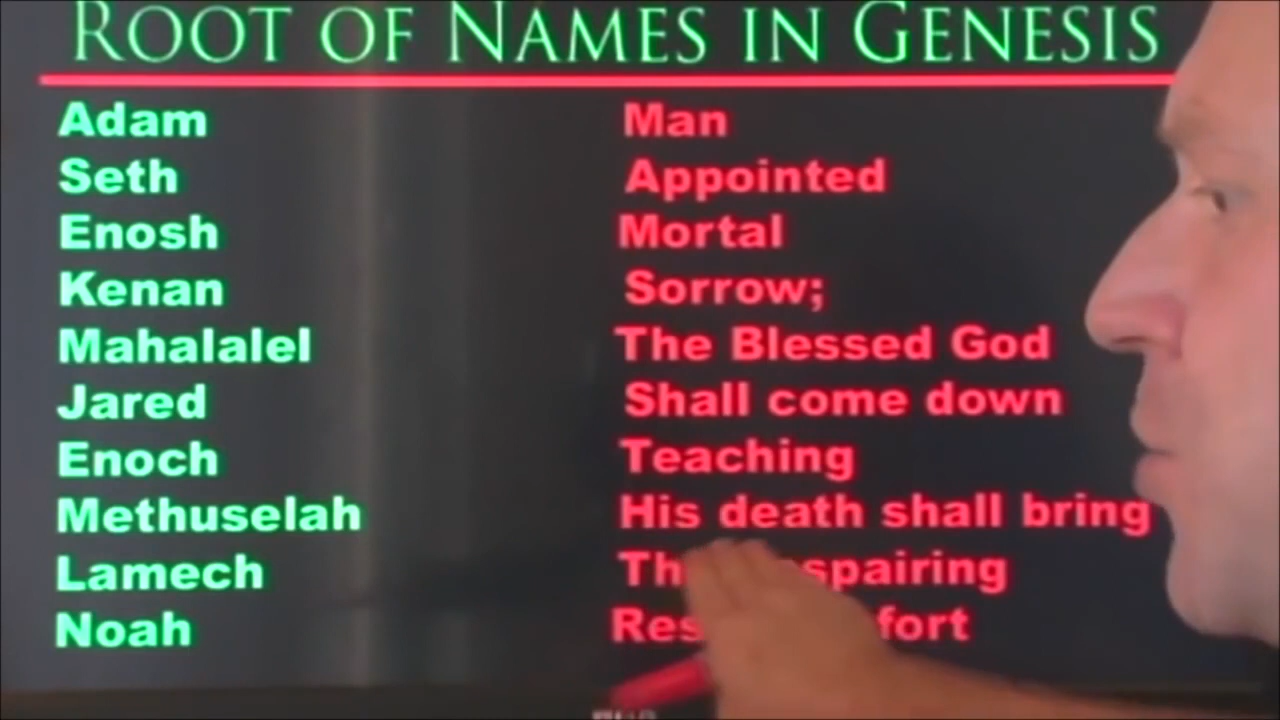 ROOT OF NAMES IN GENESIS
Adam Man
Seth Appointed
Enosh Mortal
Kenan Sorrow;
Mahalalel The Blessed God
Jared Shall come down
Enoch Teaching
Methuselah His death shall bring
Lamech
Noah